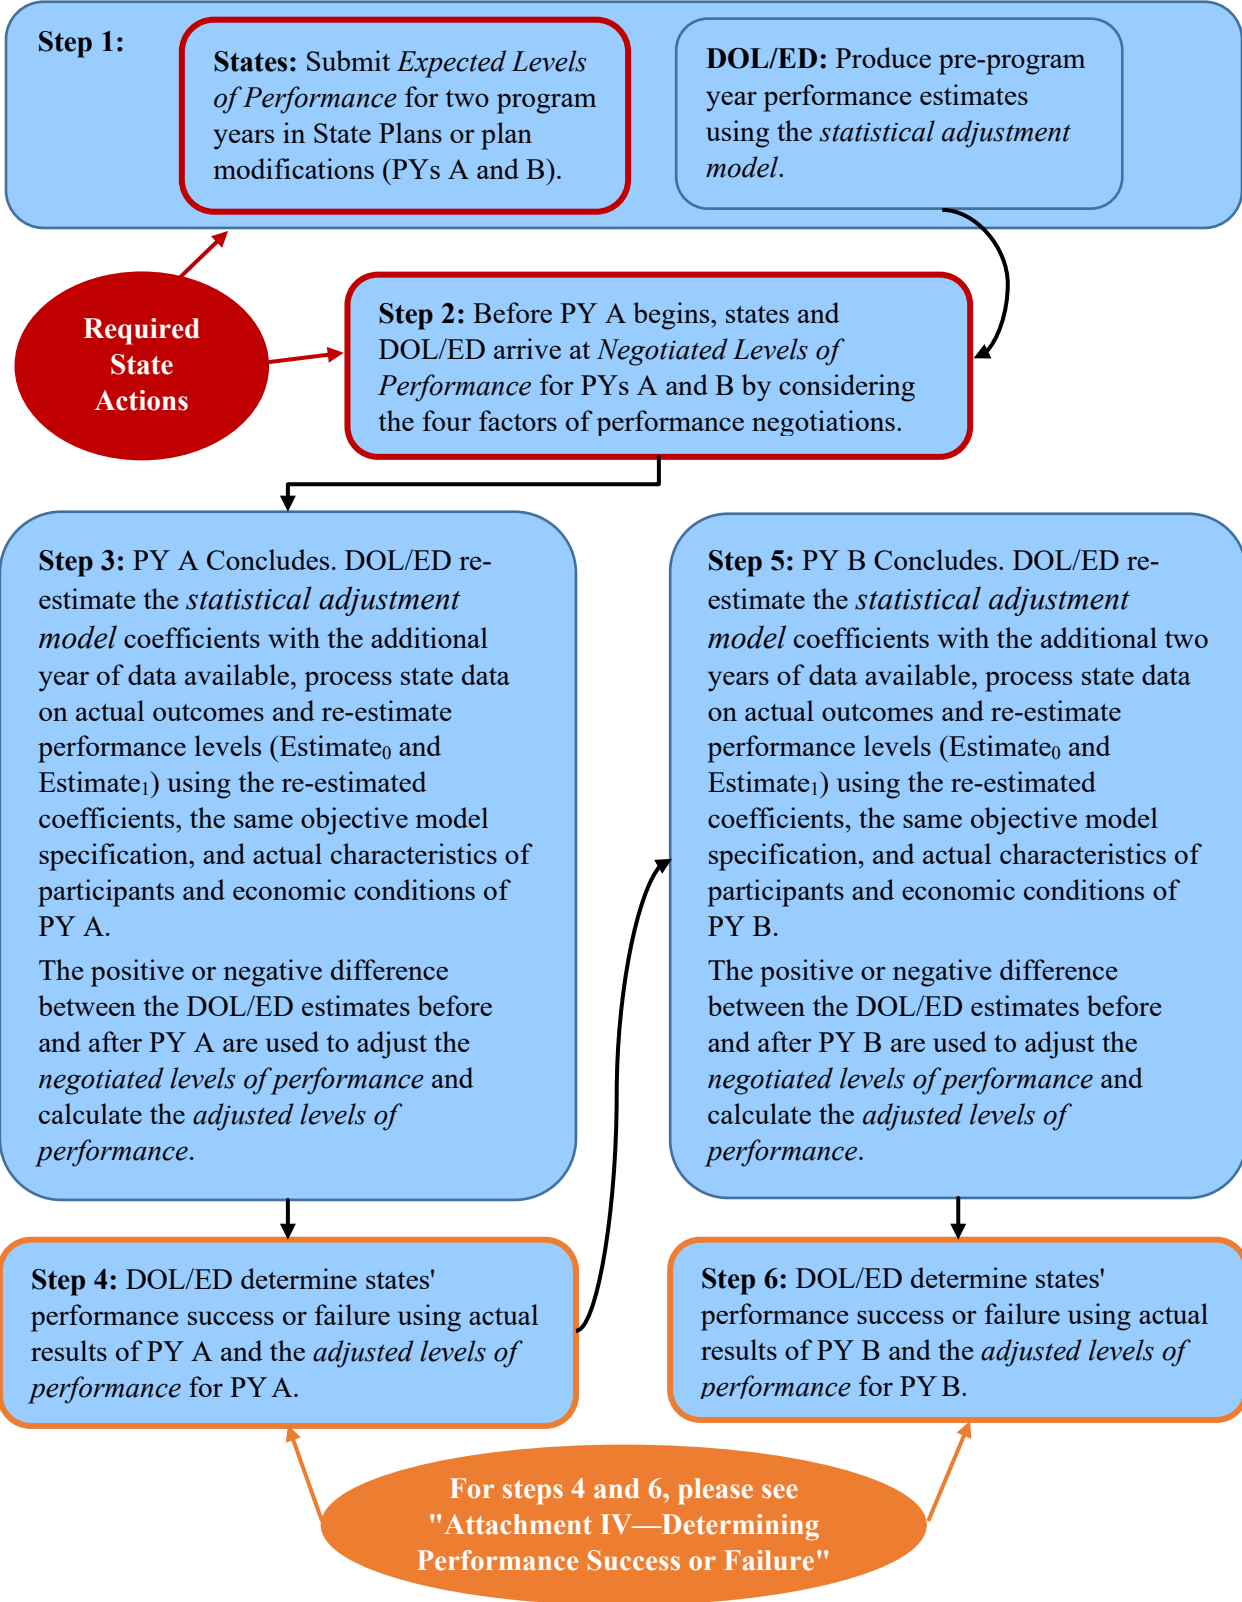 Step 1:
States: Submit Expected Levels
of Performance for two program
years in State Plans or plan
modifications (PYs A and B).
DOL/ED: Produce pre-program
year performance estimates
using the statistical adjustment
model.
Required
State
Actions
Step 2: Before PY A begins, states and
DOL/ED arrive at Negotiated Levels of
Performance for PYs A and B by considering
the four factors of performance negotiations.
Step 3: PY A Concludes. DOL/ED re-
estimate the statistical adjustment
model coefficients with the additional
year of data available, process state data
on actual outcomes and re-estimate
performance levels (Estimate₀ and
Estimate₁) using the re-estimated
coefficients, the same objective model
specification, and actual characteristics of
participants and economic conditions of
PY A.
The positive or negative difference
between the DOL/ED estimates before
and after PY A are used to adjust the
negotiated levels of performance and
calculate the adjusted levels of
performance.
Step 4: DOL/ED determine states'
performance success or failure using actual
results of PY A and the adjusted levels of
performance for PY A.
Step 5: PY B Concludes. DOL/ED re-
estimate the statistical adjustment
model coefficients with the additional two
years of data available, process state data
on actual outcomes and re-estimate
performance levels (Estimate₀ and
Estimate₁) using the re-estimated
coefficients, the same objective model
specification, and actual characteristics of
participants and economic conditions of
PY B.
The positive or negative difference
between the DOL/ED estimates before
and after PY B are used to adjust the
negotiated levels of performance and
calculate the adjusted levels of
performance.
Step 6: DOL/ED determine states'
performance success or failure using actual
results of PY B and the adjusted levels of
performance for PY B.
For steps 4 and 6, please see
"Attachment IV—Determining
Performance Success or Failure"